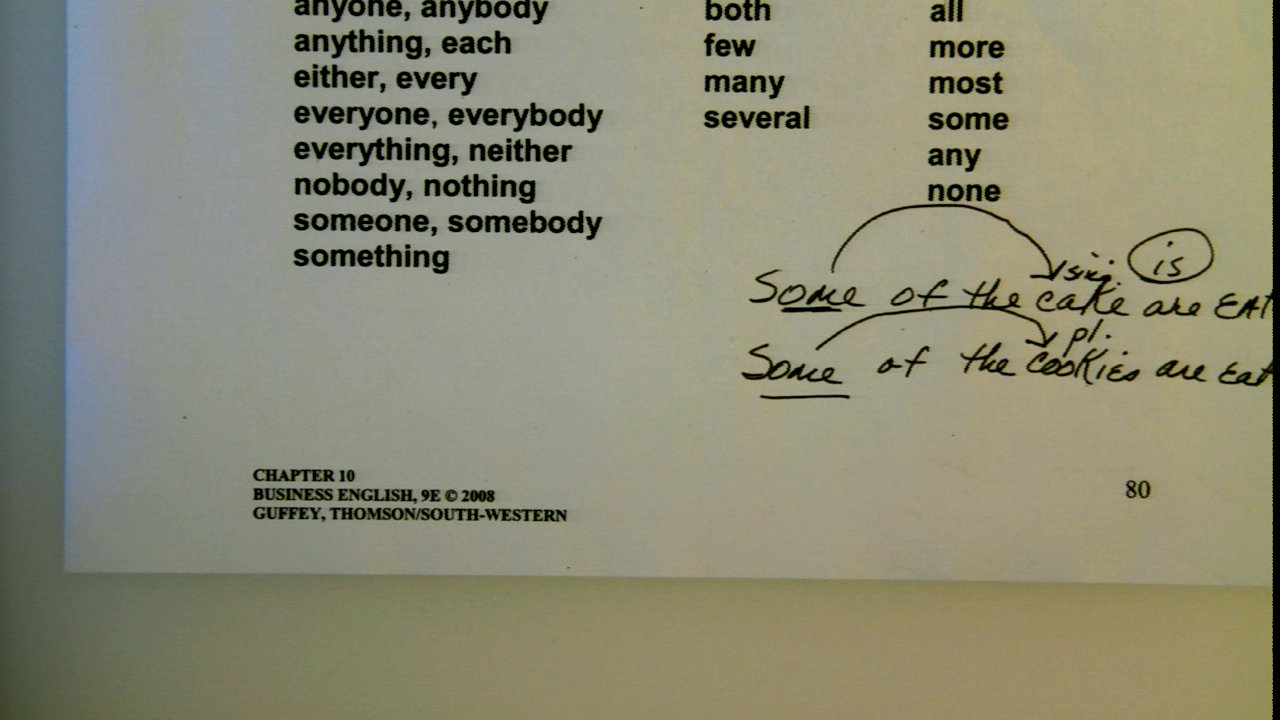 anyone, anybody both all
anything, each few more
either, every many most
everyone, everybody several some
everything, neither any
nobody, nothing none
someone, somebody
something
sing. is
Some of the cake are EAT
pl.
Some of the cookies are Eat
CHAPTER 10
BUSINESS ENGLISH, 9E © 2008
GUFFEY, THOMSON/SOUTH-WESTERN
80